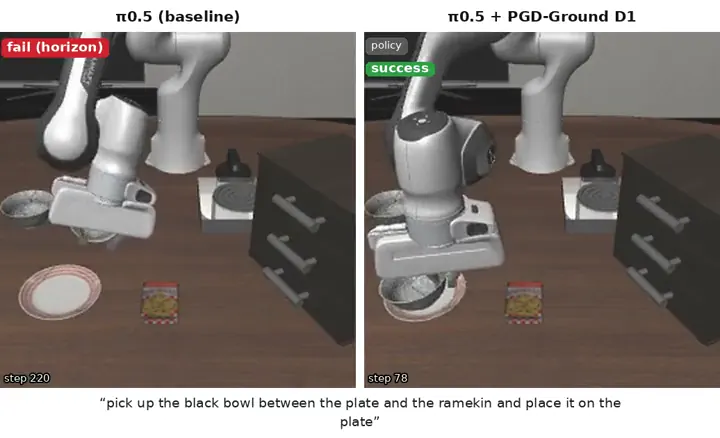 π0.5 (baseline)
π0.5 + PGD-Ground D1
fail (horizon)
policy
success
step 220
step 78
“pick up the black bowl between the plate and the ramekin and place it on the
plate”